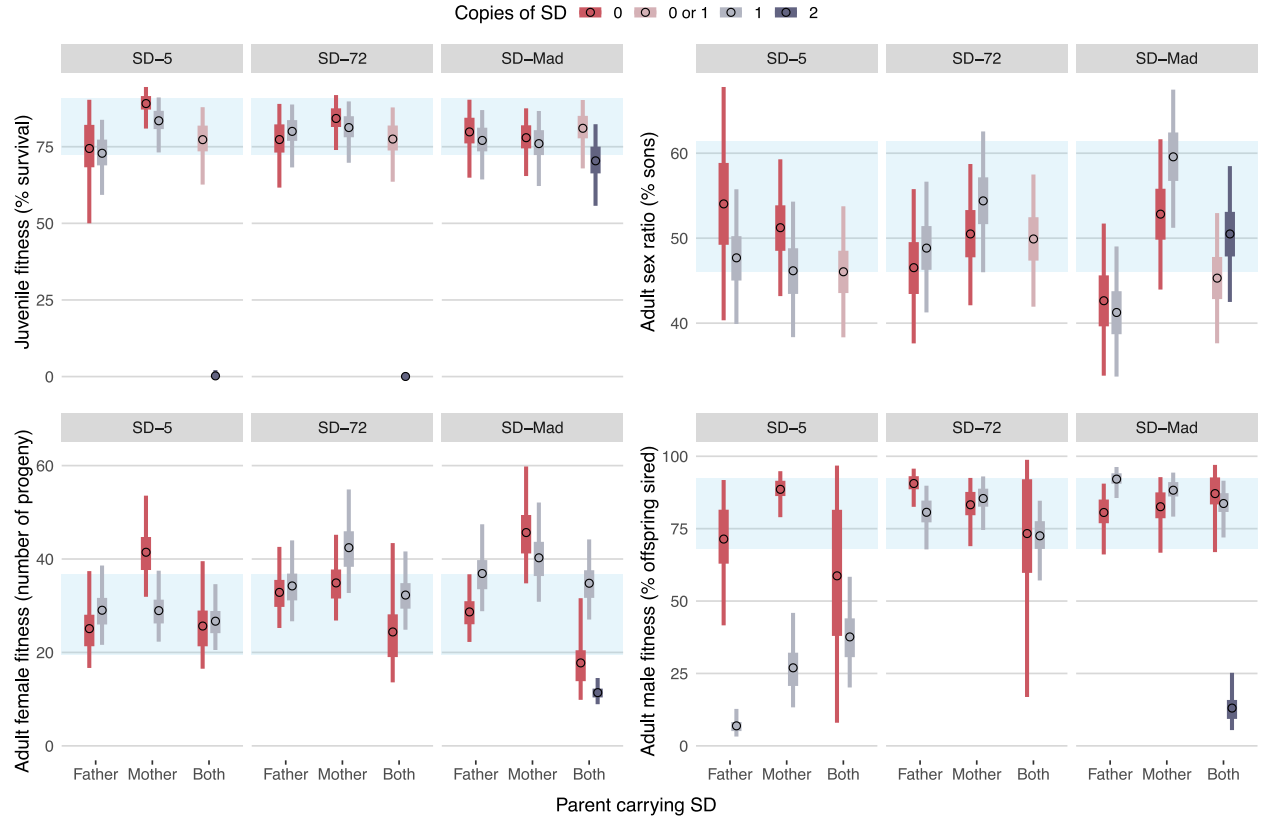 Copies of SD 0 0 or 1 1 2
SD−5 SD−72 SD−Mad
Juvenile fitness (% survival)
75
50
25
0
SD−5 SD−72 SD−Mad
Adult sex ratio (% sons)
60
50
40
SD−5 SD−72 SD−Mad
Adult female fitness (number of progeny)
60
40
20
0
Father Mother Both Father Mother Both Father Mother Both
SD−5 SD−72 SD−Mad
Adult male fitness (% offspring sired)
100
75
50
25
0
Father Mother Both Father Mother Both Father Mother Both
Parent carrying SD